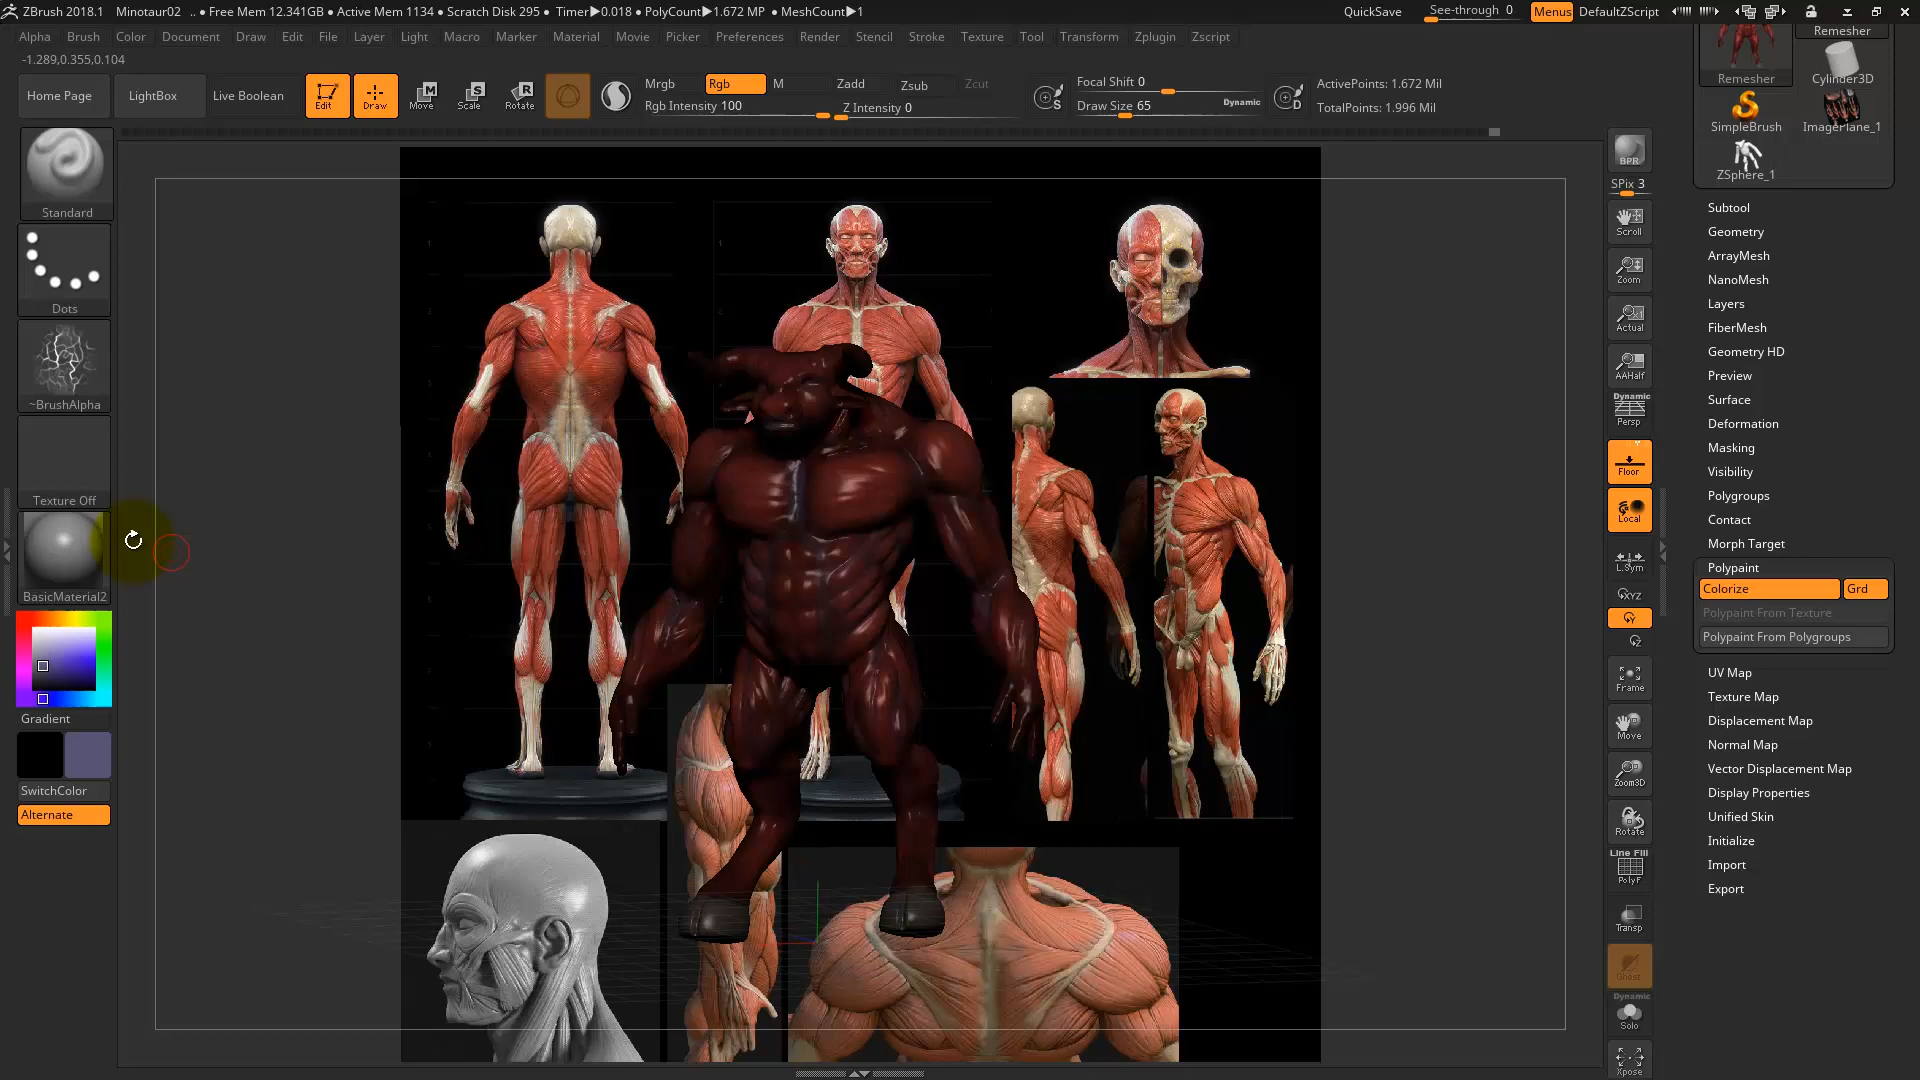 ZBrush 2018.1 Minotaur02 .. ● Free Mem 12.341GB ● Active Mem 1134 ● Scratch Disk 295 ● Timer▶0.018 ● PolyCount▶1.672 MP ● MeshCount▶1 QuickSave See-through 0 Menus DefaultZScript
Alpha Brush Color Document Draw Edit File Layer Light Macro Marker Material Movie Picker Preferences Render Stencil Stroke Texture Tool Transform Zplugin Zscript
-1.289,0.355,0.104
Home Page LightBox Live Boolean Edit Draw Move Scale Rotate
Mrgb Rgb M Zadd Zsub Zcut
Rgb Intensity 100 Z Intensity 0
Focal Shift 0
Draw Size 65 Dynamic
S D
ActivePoints: 1.672 Mil
TotalPoints: 1.996 Mil
Standard
Dots
~BrushAlpha
Texture Off
BasicMaterial2
Gradient
SwitchColor
Alternate
BPR
SPix 3
Scroll
Zoom
Actual
AAHalf
Dynamic
Persp
Floor
Local
L.Sym
XYZ
Y
Z
Frame
Move
Zoom3D
Rotate
Line Fill
PolyF
Transp
Ghost
Dynamic
Solo
Xpose
Remesher
Remesher
Cylinder3D
SimpleBrush
ImagePlane_1
ZSphere_1
Subtool
Geometry
ArrayMesh
NanoMesh
Layers
FiberMesh
Geometry HD
Preview
Surface
Deformation
Masking
Visibility
Polygroups
Contact
Morph Target
Polypaint
Colorize Grd
Polypaint From Texture
Polypaint From Polygroups
UV Map
Texture Map
Displacement Map
Normal Map
Vector Displacement Map
Display Properties
Unified Skin
Initialize
Import
Export